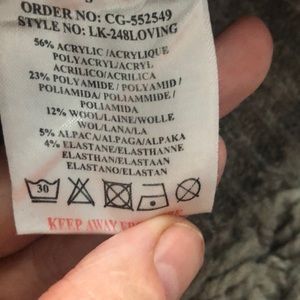 ORDER NO: CG-552549
STYLE NO: LK-248LOVING
56% ACRYLIC /ACRYLIQUE
POLYACRYL/ACRYL
ACRILICO/ACRILICO
23% POLYAMIDE / POLYAMID/
POLIAMIDA/ POLIAMMIDE /
POLIAMIDA
12% WOOL/LAINE/WOLLE
WOL/LANA/LA
5% ALPACA/ALPAGA/ALPAKA
4% ELASTANE/ELASTHANNE
ELASTHAN/ELASTAAN
ELASTANO/ELASTAN
30
KEEP AWAY